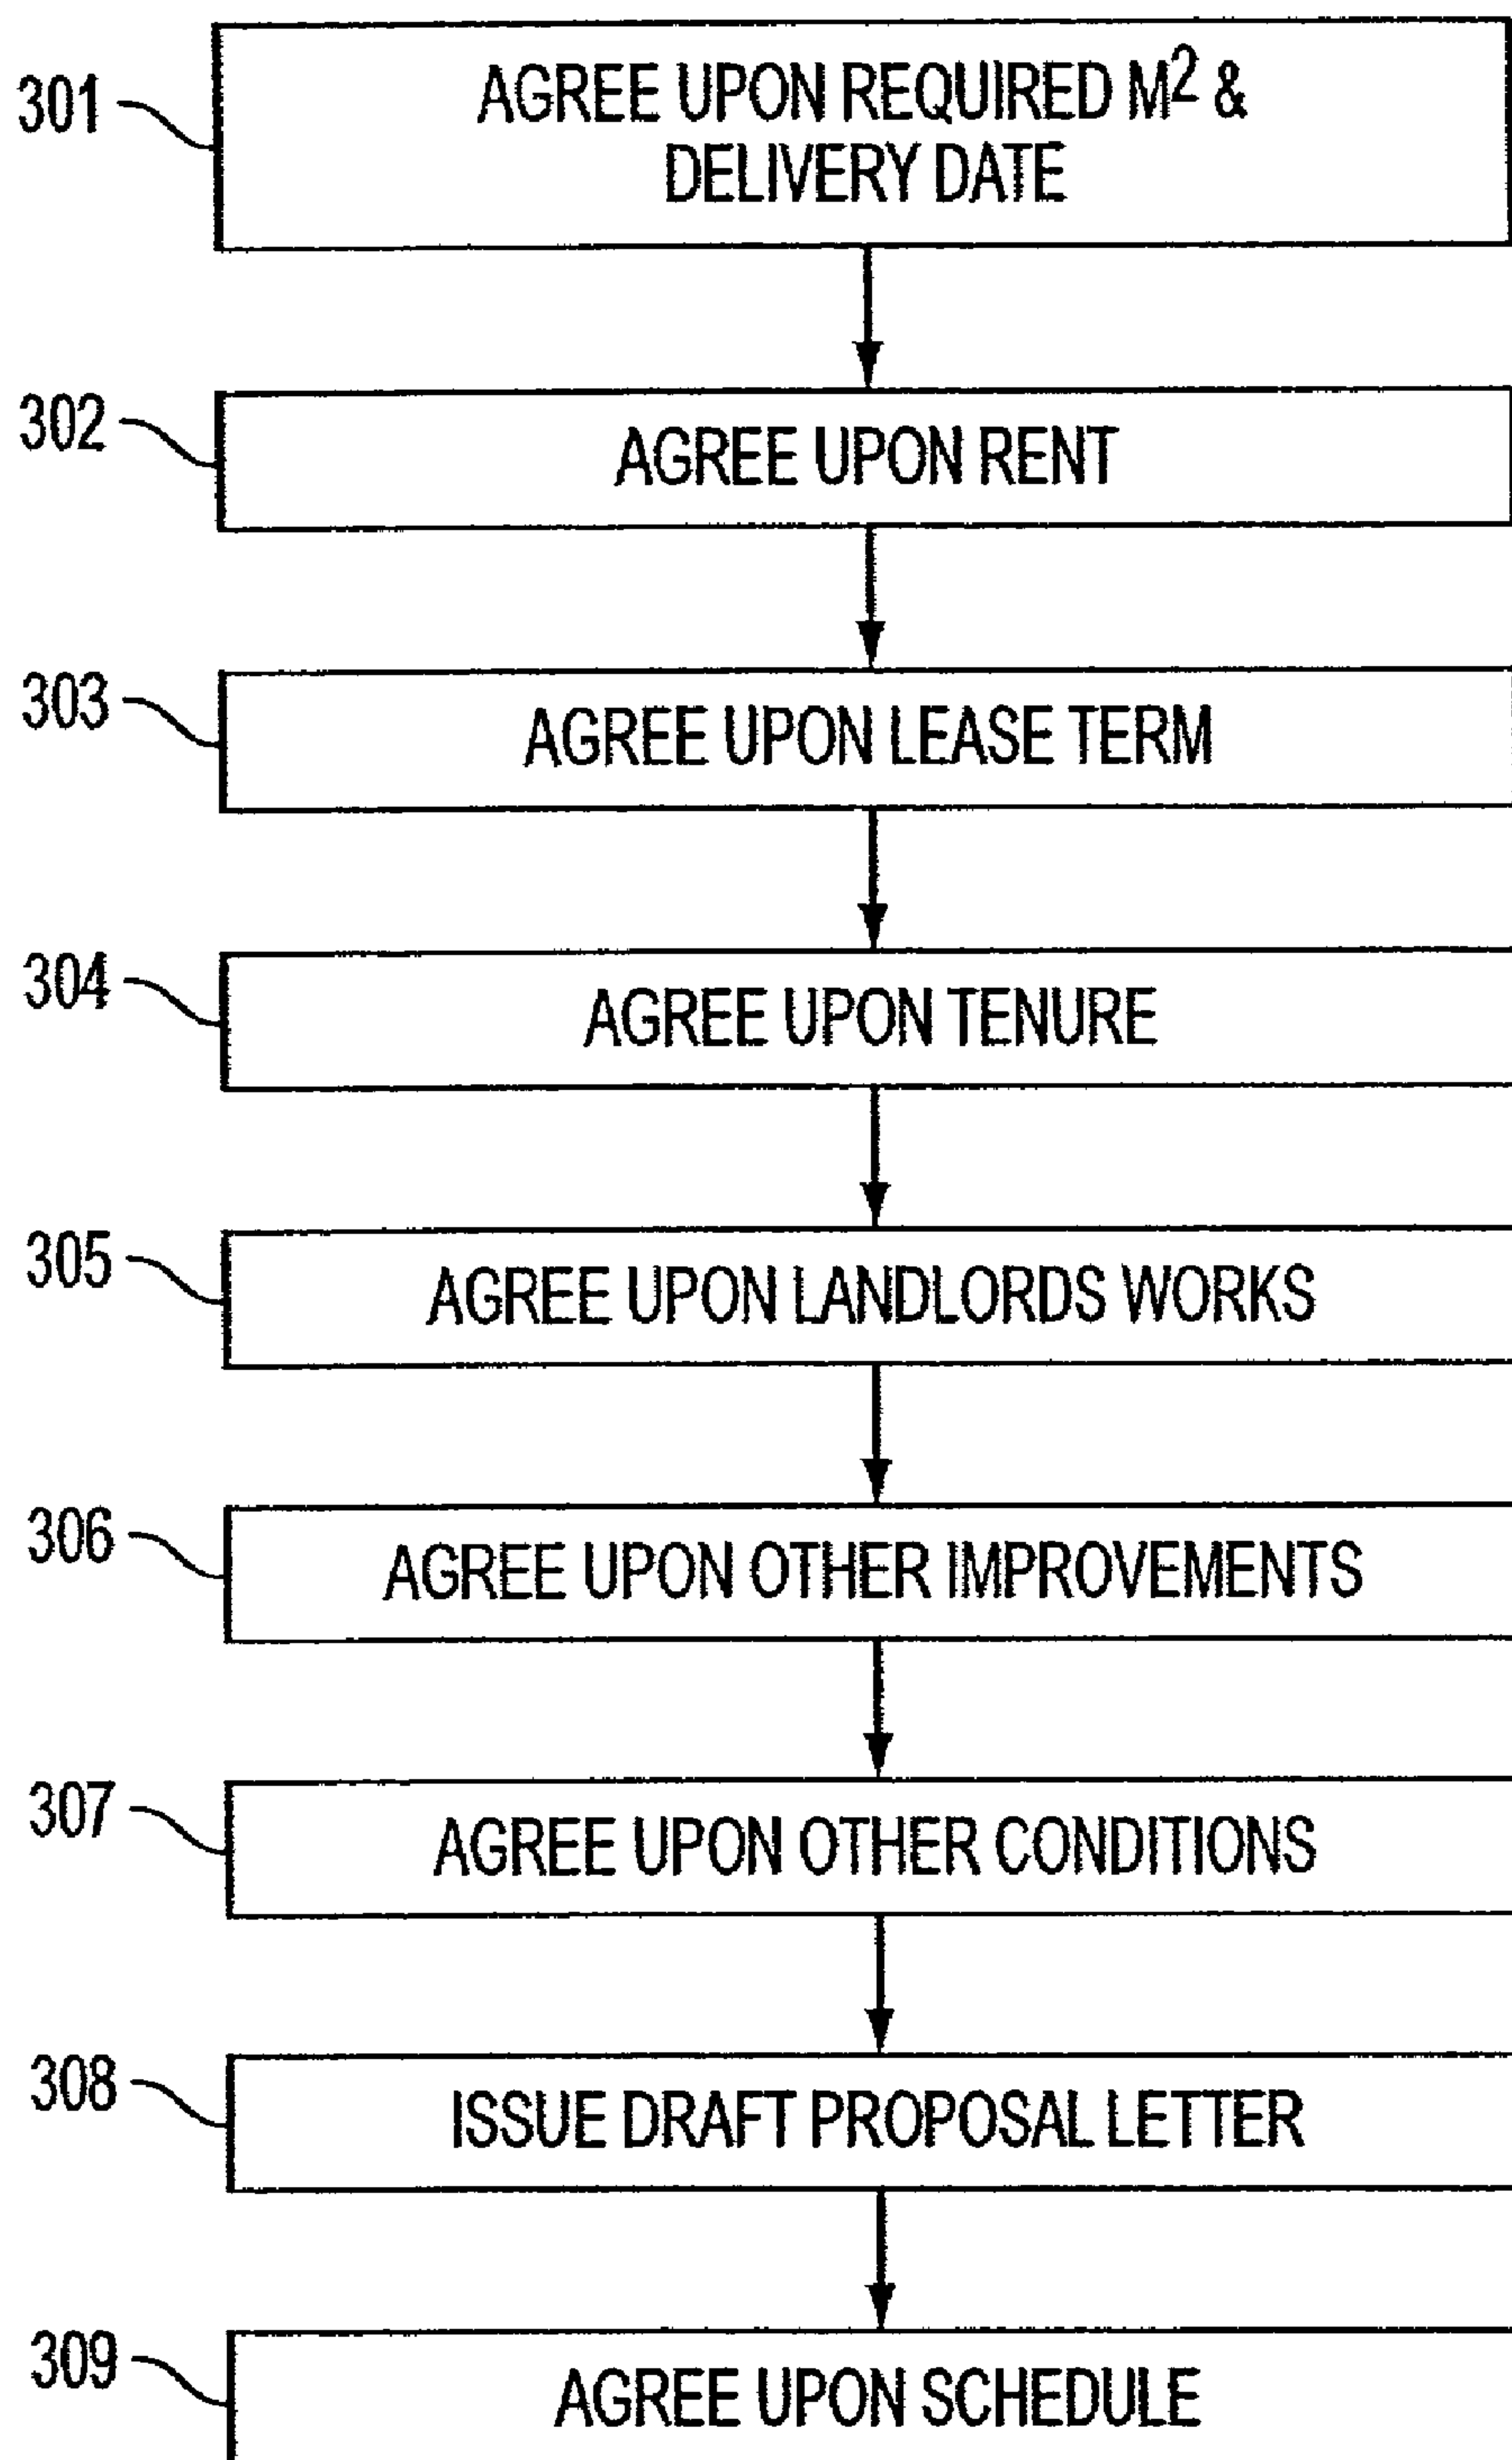 301
AGREE UPON REQUIRED M² &
DELIVERY DATE
302
AGREE UPON RENT
303
AGREE UPON LEASE TERM
304
AGREE UPON TENURE
305
AGREE UPON LANDLORDS WORKS
306
AGREE UPON OTHER IMPROVEMENTS
307
AGREE UPON OTHER CONDITIONS
308
ISSUE DRAFT PROPOSAL LETTER
309
AGREE UPON SCHEDULE